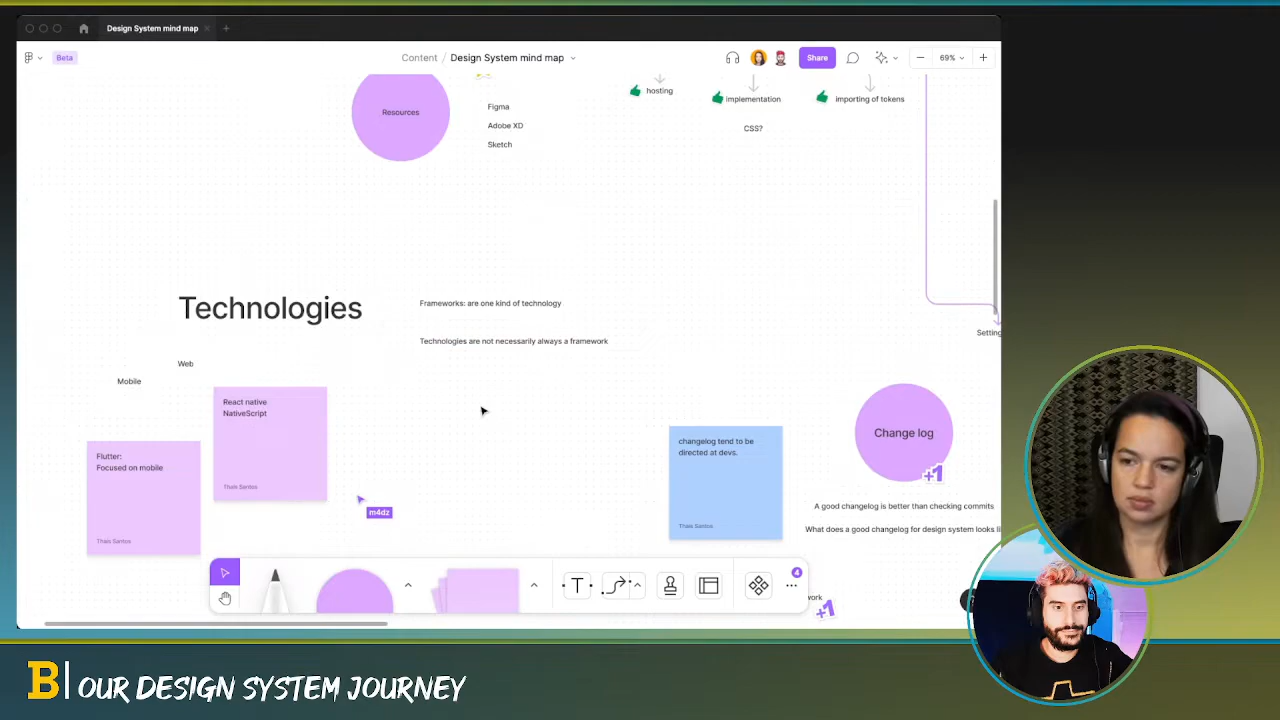 Design System mind map
Beta
Content / Design System mind map
Share
69%
Resources
Figma
Adobe XD
Sketch
hosting
implementation
importing of tokens
CSS?
Technologies
Frameworks: are one kind of technology
Technologies are not necessarily always a framework
Setting
Web
Mobile
React native
NativeScript
Thais Santos
Flutter:
Focused on mobile
Thais Santos
m4dz
changelog tend to be
directed at devs.
Thais Santos
Change log
+1
A good changelog is better than checking commits
What does a good changelog for design system looks li
T
4
work
+1
B OUR DESIGN SYSTEM JOURNEY